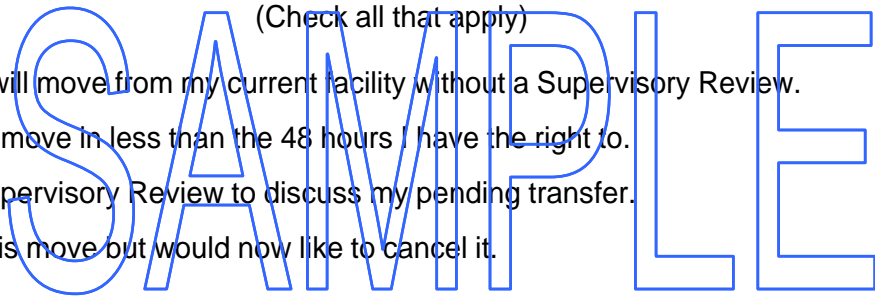 (Check all that apply)
will move from my current facility without a Supervisory Review.
move in less than the 48 hours I have the right to.
pervisory Review to discuss my pending transfer.
is move but would now like to cancel it.
SAMPLE